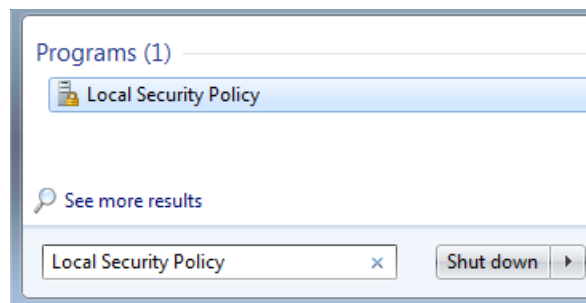 Programs (1)
Local Security Policy
See more results
Local Security Policy
Shut down